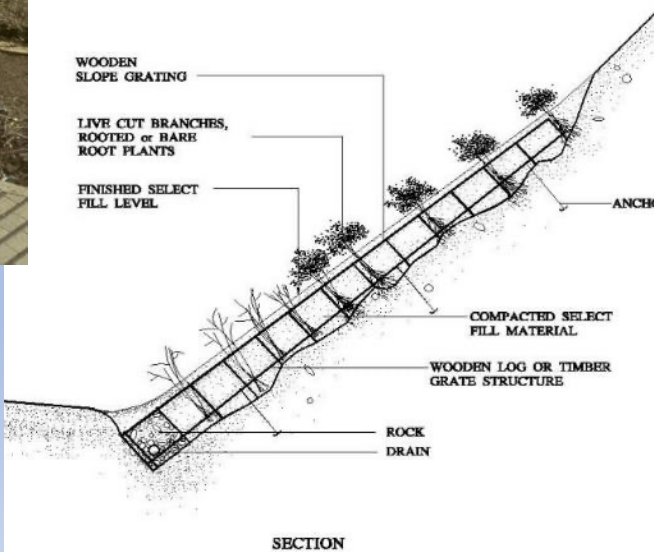 WOODEN
SLOPE GRATING
LIVE CUT BRANCHES,
ROOTED or BARE
ROOT PLANTS
FINISHED SELECT
FILL LEVEL
ANCHO
COMPACTED SELECT
FILL MATERIAL
WOODEN LOG OR TIMBER
GRATE STRUCTURE
ROCK
DRAIN
SECTION